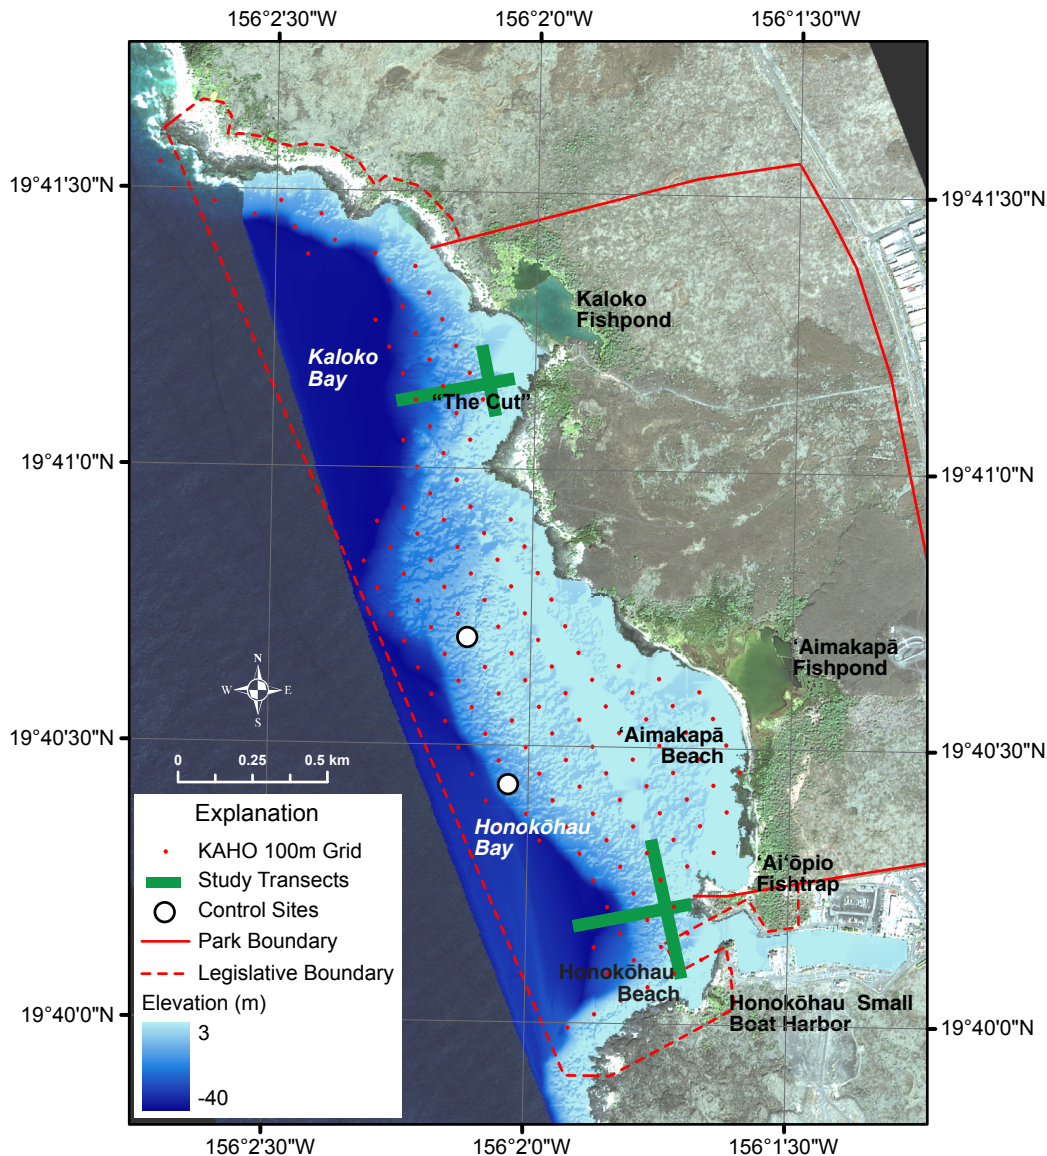 156°2'30"W
156°2'0"W
156°1'30"W
19°41'30"N
19°41'30"N
Kaloko
Fishpond
Kaloko
Bay
"The Cut"
19°41'0"N
19°41'0"N
ʻAimakapā
Fishpond
N
W
E
S
ʻAimakapā
Beach
19°40'30"N
19°40'30"N
0
0.25
0.5 km
Honokōhau
Bay
Explanation
KAHO 100m Grid
Study Transects
Control Sites
Park Boundary
Legislative Boundary
Elevation (m)
3
-40
ʻAiʻōpio
Fishtrap
Honokōhau
Beach
Honokōhau Small
Boat Harbor
19°40'0"N
19°40'0"N
156°2'30"W
156°2'0"W
156°1'30"W